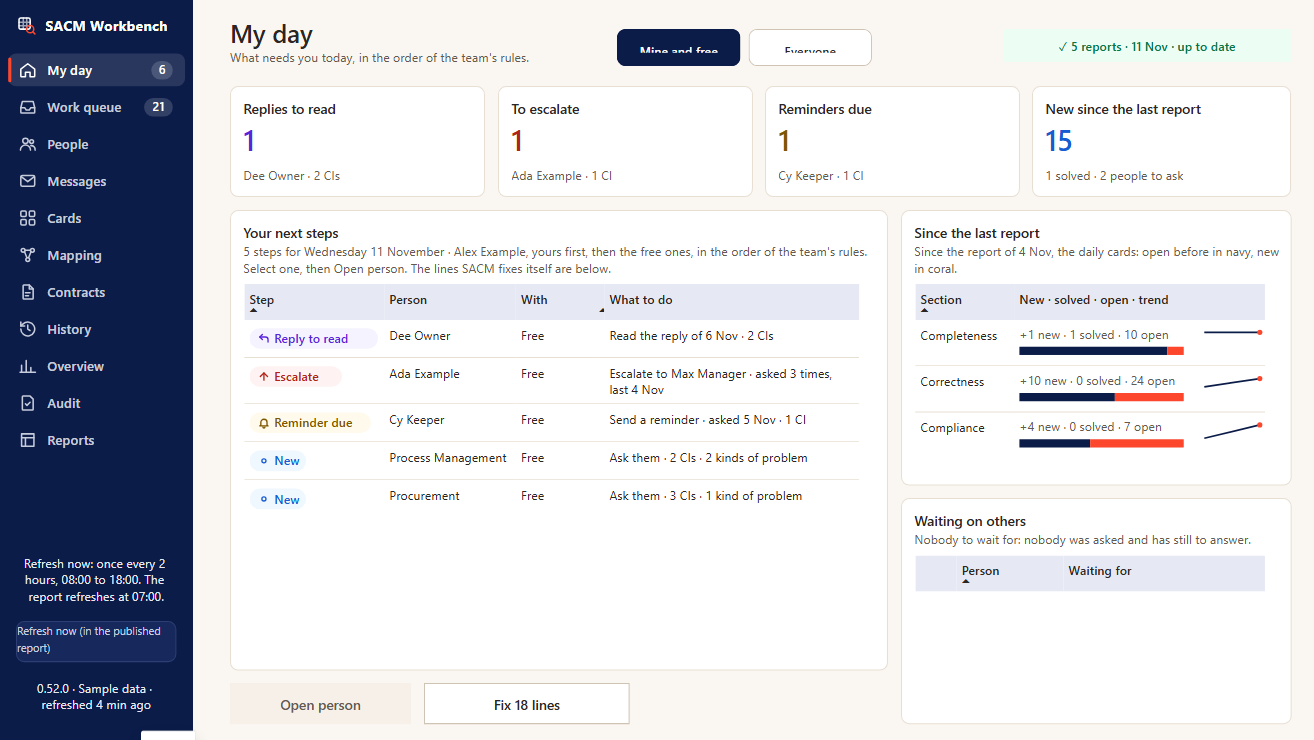 SACM Workbench
My day
6
Work queue
21
People
Messages
Cards
Mapping
Contracts
History
Overview
Audit
Reports
Refresh now: once every 2
hours, 08:00 to 18:00. The
report refreshes at 07:00.
Refresh now (in the published
report)
0.52.0 · Sample data ·
refreshed 4 min ago
My day
What needs you today, in the order of the team's rules.
Mine and free
Everyone
✓ 5 reports · 11 Nov · up to date
Replies to read
1
Dee Owner · 2 CIs
To escalate
1
Ada Example · 1 CI
Reminders due
1
Cy Keeper · 1 CI
New since the last report
15
1 solved · 2 people to ask
Your next steps
5 steps for Wednesday 11 November · Alex Example, yours first, then the free ones, in the order of the team's rules.
Select one, then Open person. The lines SACM fixes itself are below.
Step Person With What to do
Reply to read Dee Owner Free Read the reply of 6 Nov · 2 CIs
Escalate Ada Example Free Escalate to Max Manager · asked 3 times,
last 4 Nov
Reminder due Cy Keeper Free Send a reminder · asked 5 Nov · 1 CI
New Process Management Free Ask them · 2 CIs · 2 kinds of problem
New Procurement Free Ask them · 3 CIs · 1 kind of problem
Open person
Fix 18 lines
Since the last report
Since the report of 4 Nov, the daily cards: open before in navy, new
in coral.
Section New · solved · open · trend
Completeness +1 new · 1 solved · 10 open
Correctness +10 new · 0 solved · 24 open
Compliance +4 new · 0 solved · 7 open
Waiting on others
Nobody to wait for: nobody was asked and has still to answer.
Person Waiting for